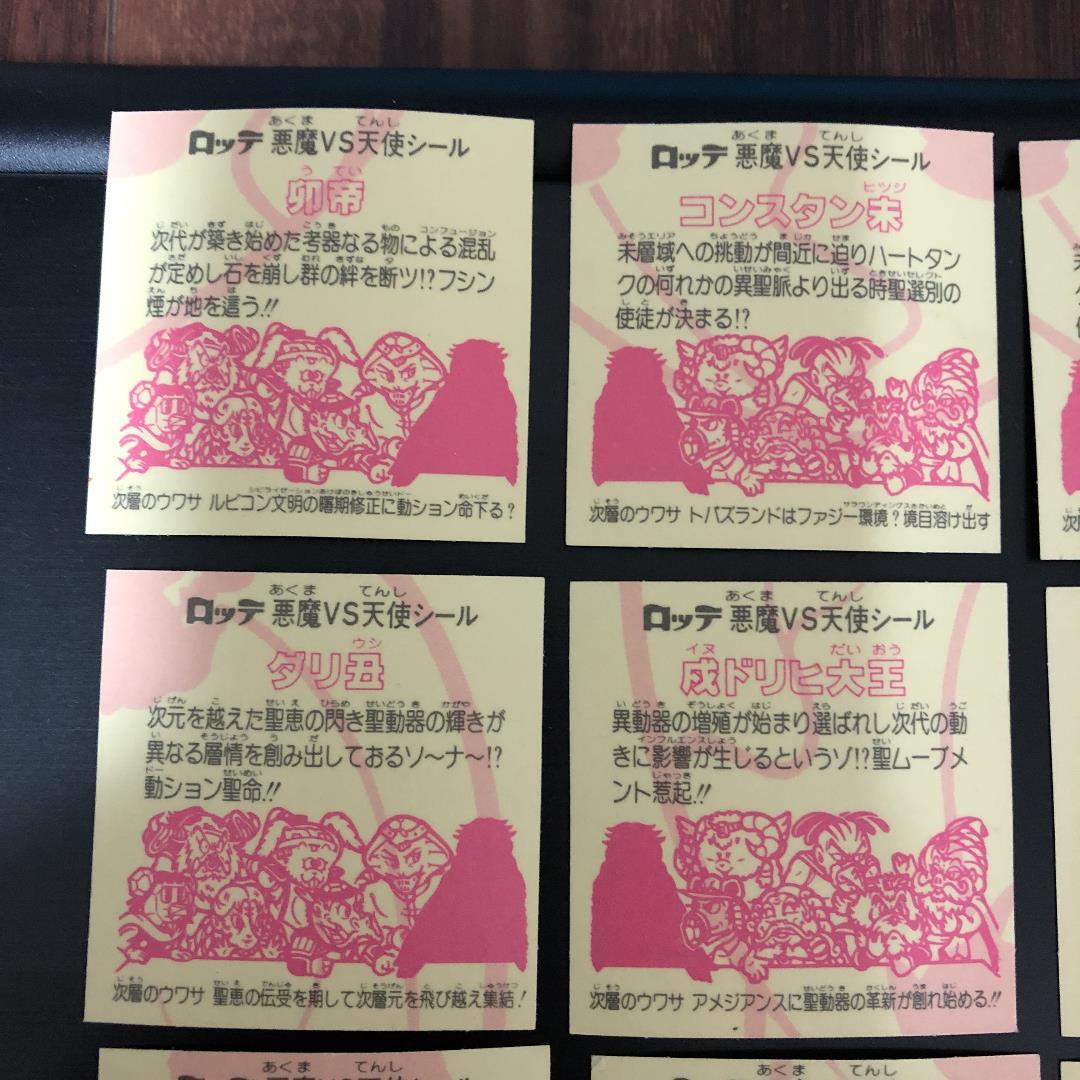 ロッテ 悪魔VS天使シール
卯帝
次代が築き始めた考器なる物による混乱
が定めし石を崩し群の絆を断ツ!?フシン
煙が地を這う.!!
次層のウワサ ルビコン文明の曙期修正に動ション命下る?
ロッテ 悪魔VS天使シール
コンスタン未
未層域への挑動が間近に迫りハートタン
クの何れかの異聖脈より出る時聖選別の
使徒が決まる!?
次層のウワサ トパズランドはファジー環境?境目溶け出す
ロッテ 悪魔VS天使シール
ダリ丑
次元を越えた聖恵の閃き聖動器の輝きが
異なる層情を創み出しておるソ〜ナ〜!?
動ション聖命.!!
次層のウワサ 聖恵の伝受を期して次層元を飛び越え集結!
ロッテ 悪魔VS天使シール
戌ドリヒ大王
異動器の増殖が始まり選ばれし次代の動
きに影響が生じるというゾ!?聖ムーブメ
ント惹起.!!
次層のウワサ アメジアンスに聖動器の革新が創れ始める.!!
ロッテ 悪魔VS天使シール